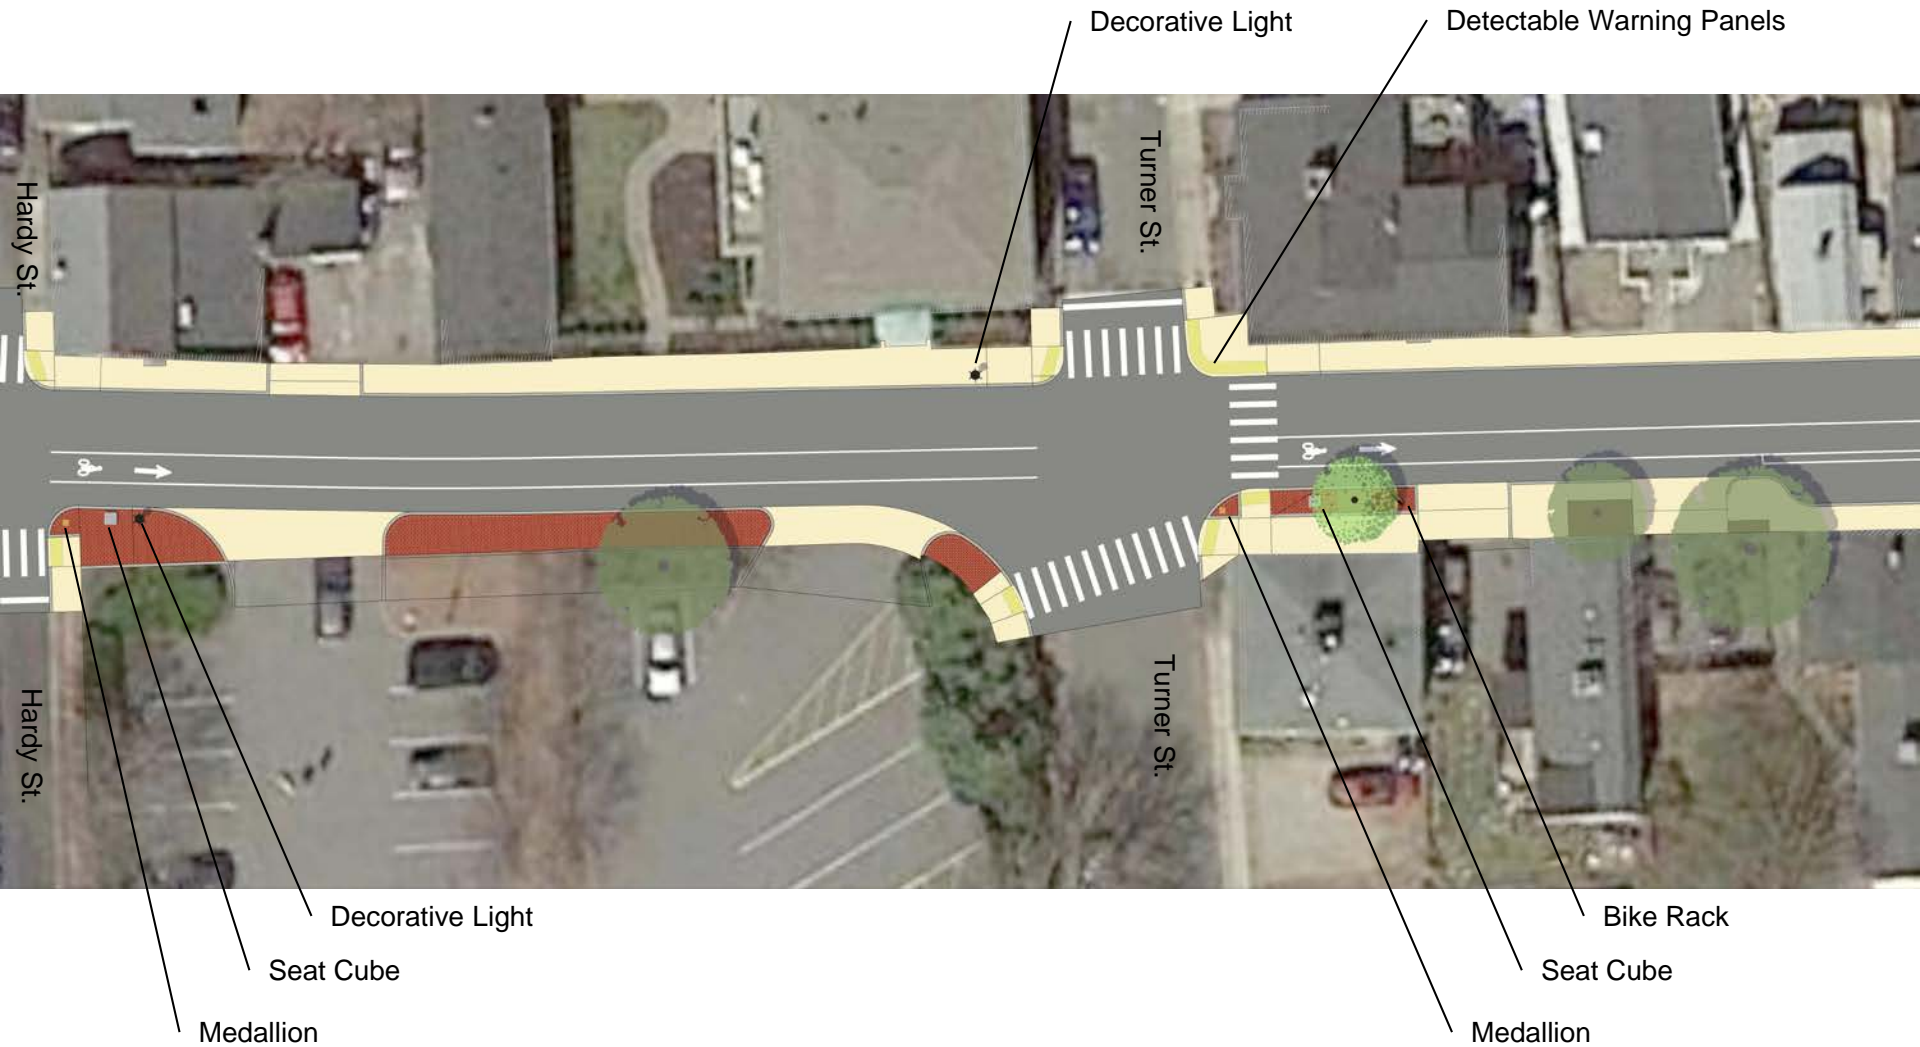 Decorative Light
Detectable Warning Panels
Hardy St.
Turner St.
Hardy St.
Turner St.
Decorative Light
Seat Cube
Medallion
Bike Rack
Seat Cube
Medallion